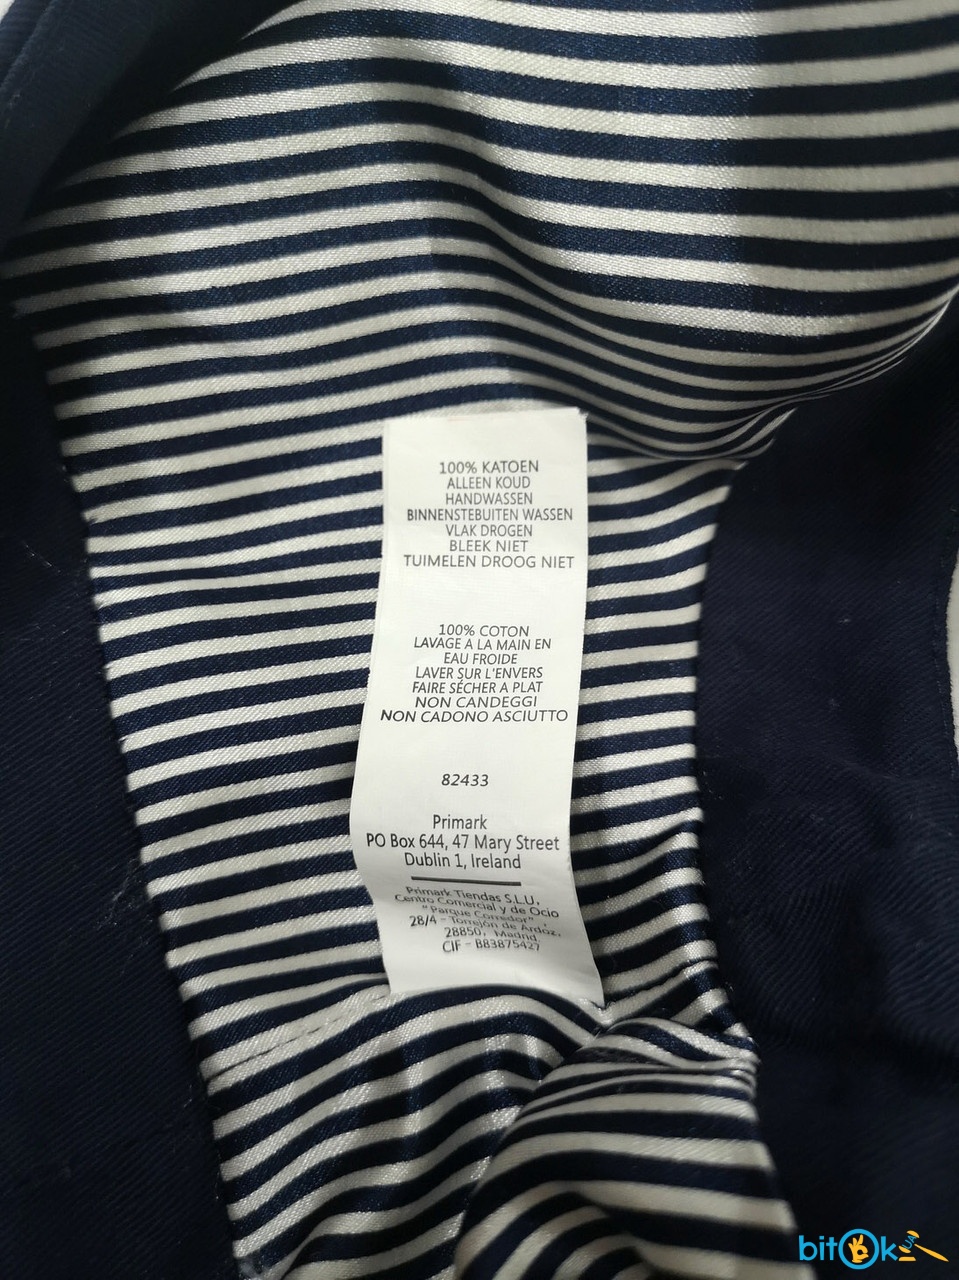 100% KATOEN
ALLEEN KOUD
HANDWASSEN
BINNENSTEBUITEN WASSEN
VLAK DROGEN
BLEEK NIET
TUIMELEN DROOG NIET
100% COTON
LAVAGE A LA MAIN EN
EAU FROIDE
LAVER SUR L'ENVERS
FAIRE SÉCHER A PLAT
NON CANDEGGI
NON CADONO ASCIUTTO
82433
Primark
PO Box 644, 47 Mary Street
Dublin 1, Ireland
Primark Tiendas S.L.U,
Centro Comercial y de Ocio
"Parque Corredor"
28/4 - Torrejón de Ardoz,
28850, Madrid,
CIF - B83875427
bitOk UA